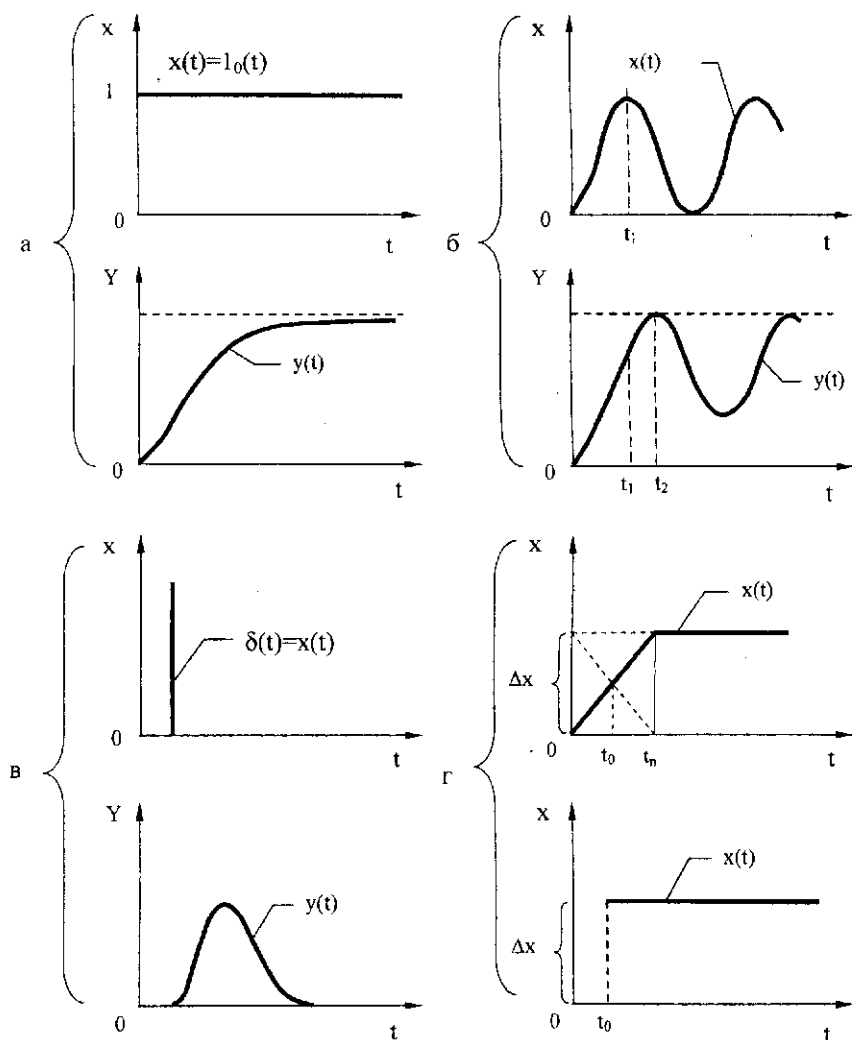 x
x(t)=1₀(t)
1
0
t
а
Y
y(t)
0
t
x
x(t)
0
t₁
t
б
Y
y(t)
0
t₁ t₂
t
x
δ(t)=x(t)
0
t
в
Y
y(t)
0
t
x
x(t)
Δx
0
t₀ tₙ
t
г
x
x(t)
Δx
0
t₀
t